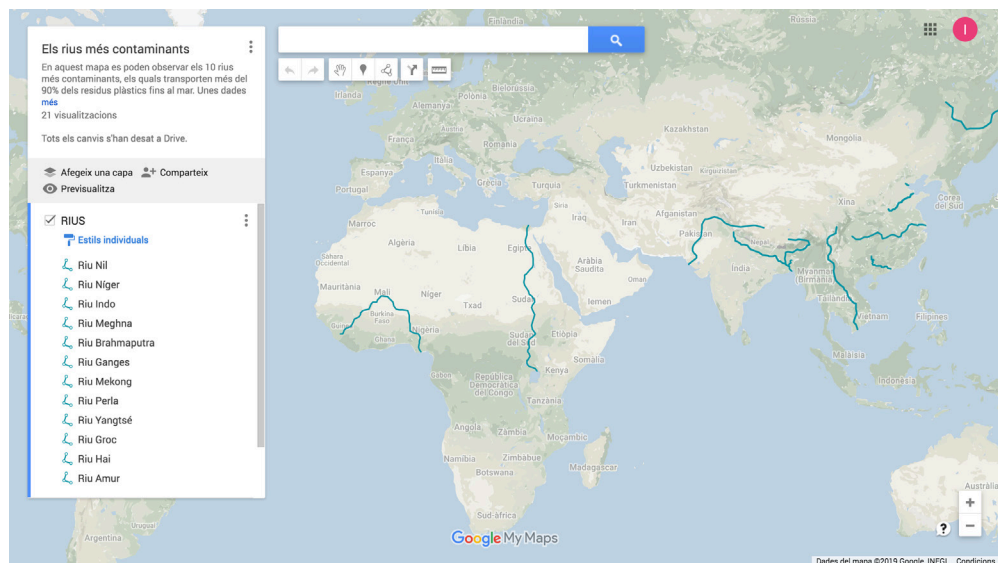 Els rius més contaminants
En aquest mapa es poden observar els 10 rius
més contaminants, els quals transporten més del
90% dels residus plàstics fins al mar. Unes dades
més
21 visualitzacions
Tots els canvis s'han desat a Drive.
Afegeix una capa
Comparteix
Previsualitza
RIUS
Estils individuals
Riu Nil
Riu Níger
Riu Indo
Riu Meghna
Riu Brahmaputra
Riu Ganges
Riu Mekong
Riu Perla
Riu Yangtsé
Riu Groc
Riu Hai
Riu Amur
I
Finlàndia
Rússia
Irlanda
Polònia
Bielorússia
Alemanya
Ucraïna
França
Àustria
Romania
Kazakhstan
Mongòlia
Itàlia
Espanya
Portugal
Grècia
Turquia
Uzbekistan
Kirguizistan
Turkmenistan
Xina
Corea
del Sud
Tunísia
Síria
Iraq
Iran
Afganistan
Pakistan
Marroc
Algèria
Líbia
Egipte
Nepal
Sàhara
Occidental
Aràbia
Saudita
Oman
Índia
Myanmar
(Birmània)
Mauritània
Mali
Níger
Txad
Sudan
Iemen
Tailàndia
Vietnam
Filipines
Burkina
Faso
Guinea
Ghana
Nigèria
Sudan
del Sud
Etiòpia
Somàlia
Malàisia
Gabon
República
Democràtica
del Congo
Kenya
Indonèsia
Tanzània
Angola
Zàmbia
Moçambic
Namíbia
Zimbabue
Botswana
Madagascar
Austràlia
Sud-àfrica
Uruguai
Argentina
Google My Maps
+
?
−
Dades del mapa ©2019 Google, INEGI
Condicions